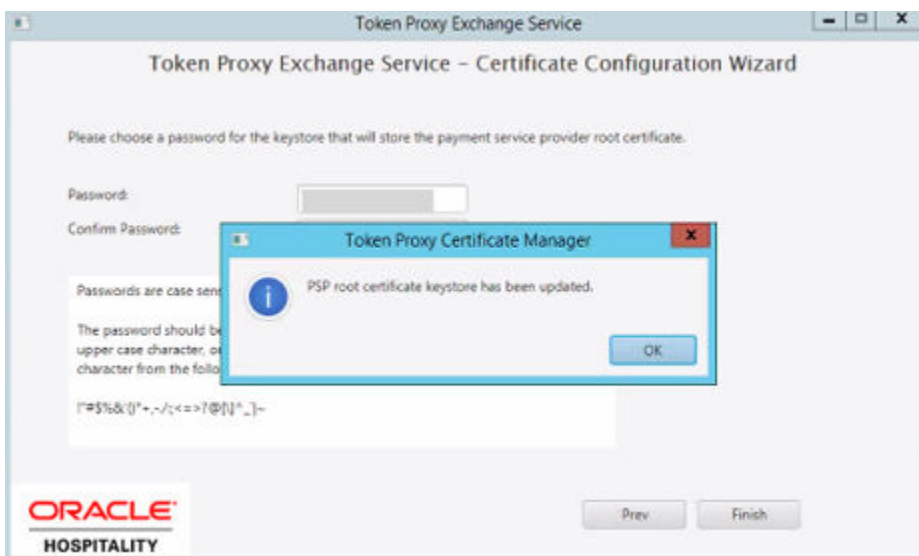 Token Proxy Exchange Service
Token Proxy Exchange Service – Certificate Configuration Wizard
Please choose a password for the keystore that will store the payment service provider root certificate.
Password:
Confirm Password:
Token Proxy Certificate Manager
PSP root certificate keystore has been updated.
OK
Passwords are case sen
The password should be
upper case character, o
character from the follo
Prev
Finish
ORACLE
HOSPITALITY